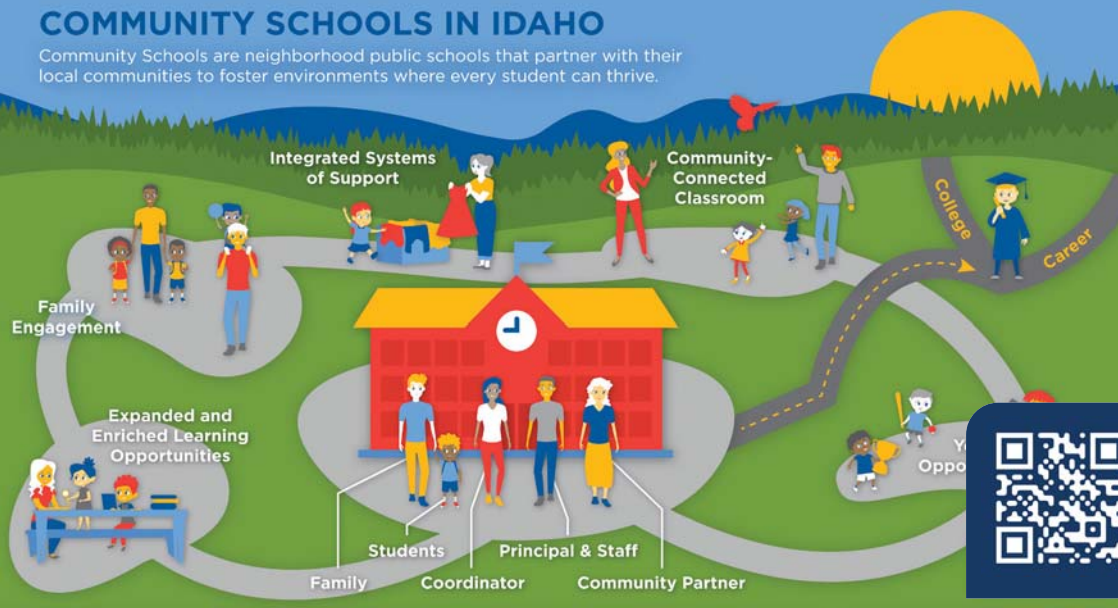 COMMUNITY SCHOOLS IN IDAHO
Community Schools are neighborhood public schools that partner with their
local communities to foster environments where every student can thrive.
Integrated Systems
of Support
Community-
Connected
Classroom
College
Career
Family
Engagement
Expanded and
Enriched Learning
Opportunities
Students
Principal & Staff
Family
Coordinator
Community Partner